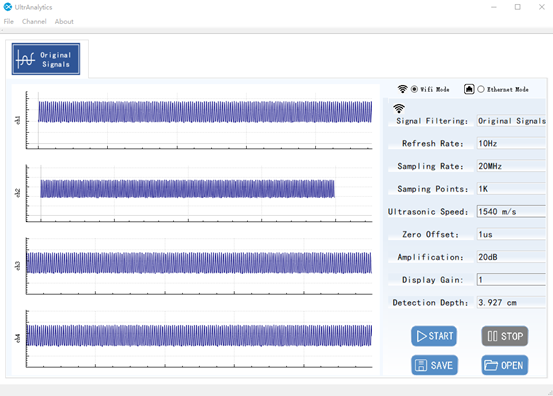 UltrAnalytics
File Channel About
Original
Signals
Wifi Mode Ethernet Mode
Signal Filtering: Original Signals
Refresh Rate: 10Hz
Sampling Rate: 20MHz
Samping Points: 1K
Ultrasonic Speed: 1540 m/s
Zero Offset: 1us
Amplification: 20dB
Display Gain: 1
Detection Depth: 3.927 cm
ch1
ch2
ch3
ch4
START STOP
SAVE OPEN